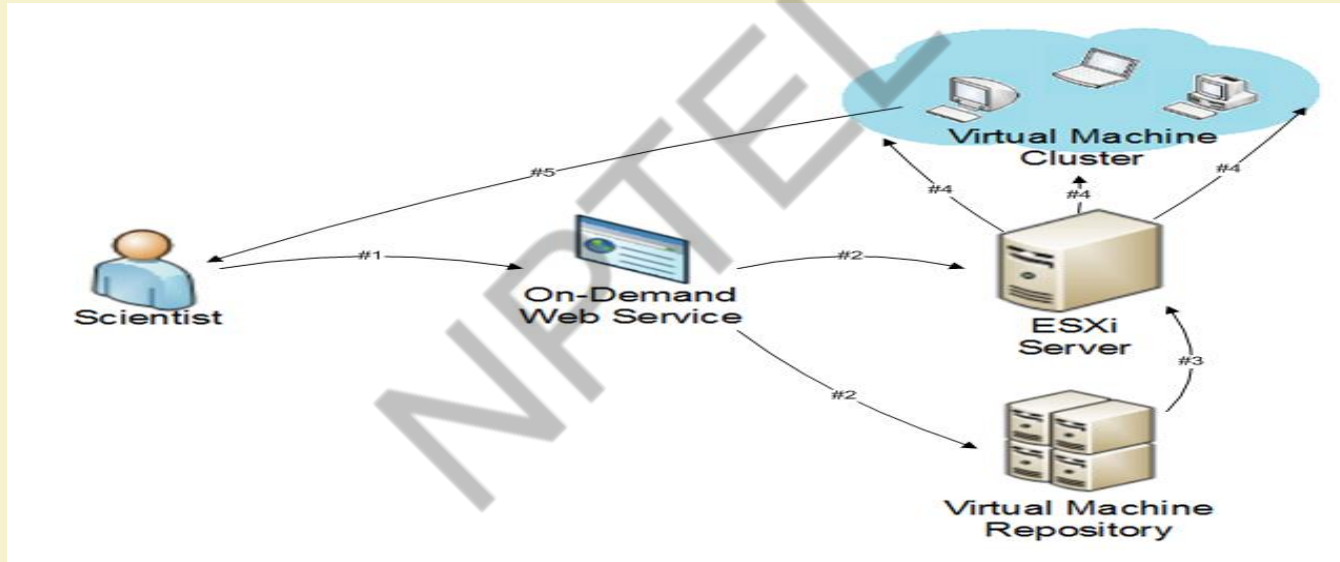 NPTEL
Virtual Machine
Cluster
#5
#4
#4
#4
#1
#2
Scientist
On-Demand
Web Service
ESXi
Server
#3
#2
Virtual Machine
Repository